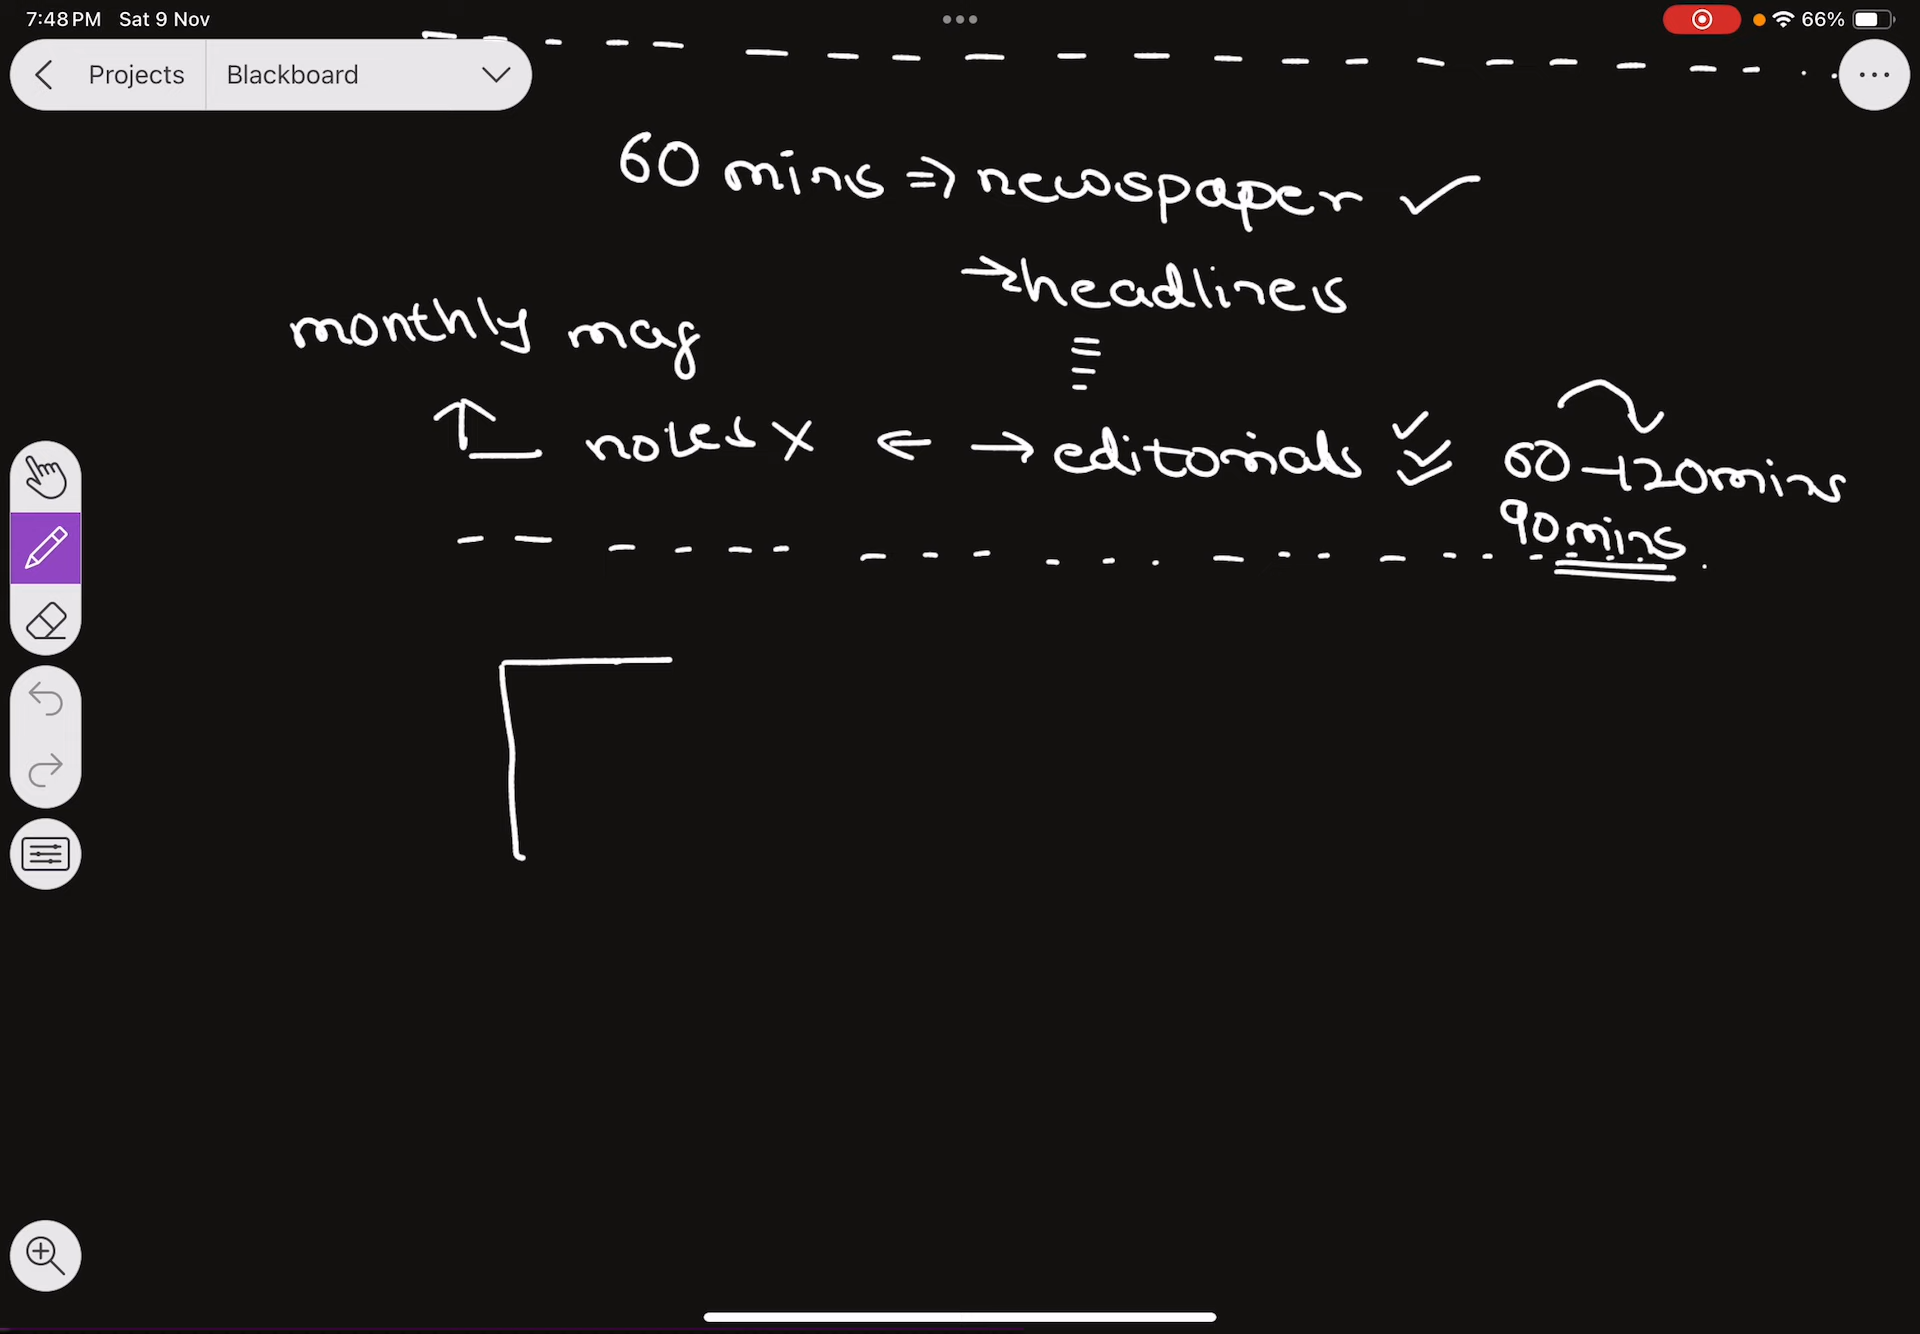 7:48 PM Sat 9 Nov
66%
Projects Blackboard
60 mins => newspaper ✓
→ headlines
monthly mag
notes X ← → editorials ✓ 60-120mins
90mins